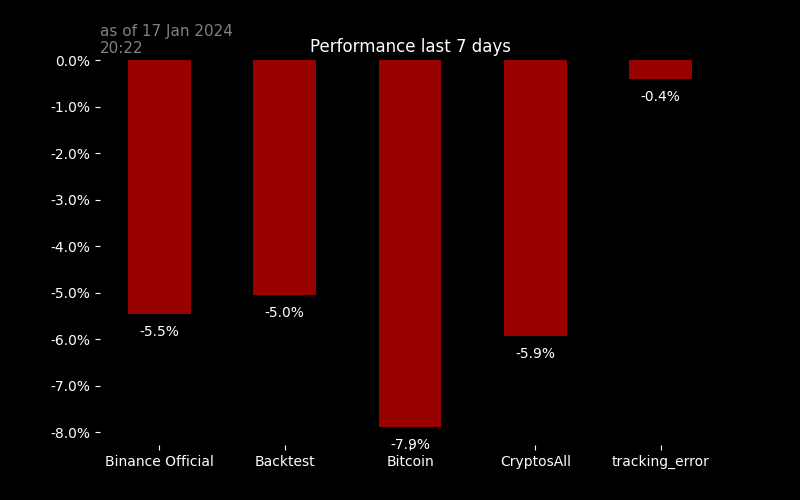 as of 17 Jan 2024
20:22
Performance last 7 days
0.0%
-1.0%
-2.0%
-3.0%
-4.0%
-5.0%
-6.0%
-7.0%
-8.0%
-5.5%
-5.0%
-7.9%
-5.9%
-0.4%
Binance Official
Backtest
Bitcoin
CryptosAll
tracking_error